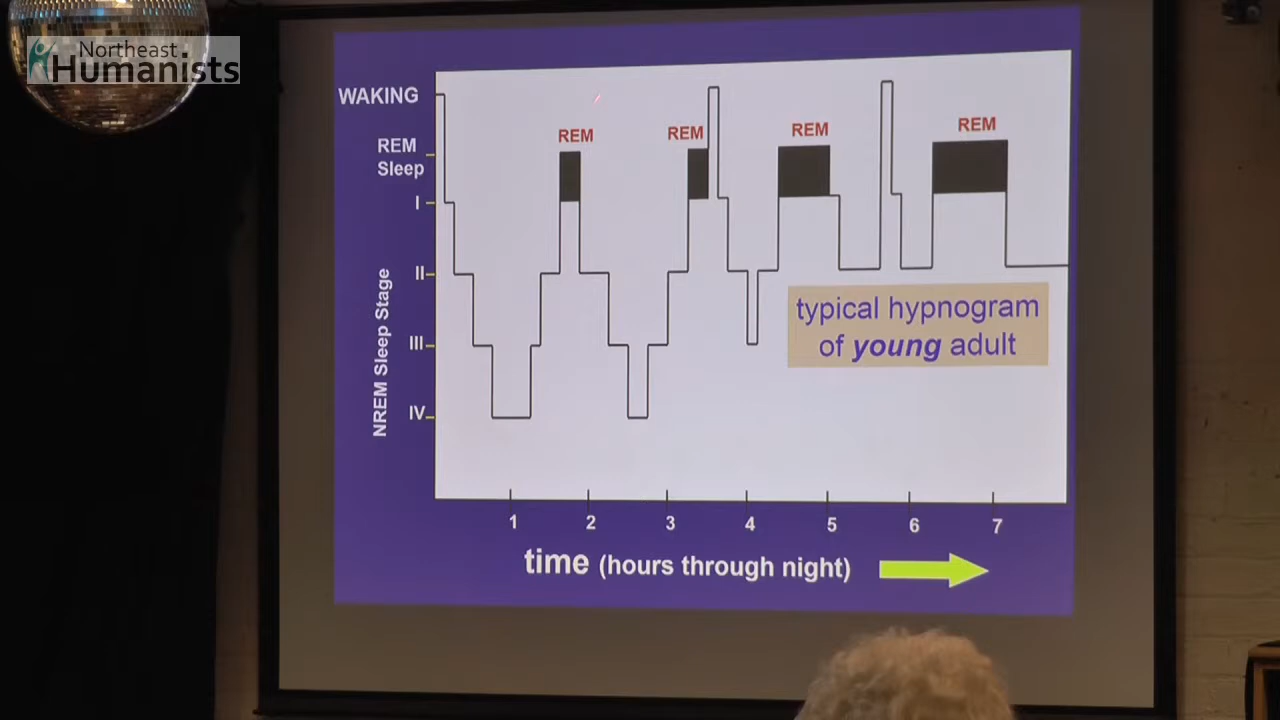 Northeast
Humanists
WAKING
REM
Sleep
I
II
III
IV
NREM Sleep Stage
REM
REM
REM
REM
typical hypnogram
of young adult
1 2 3 4 5 6 7
time (hours through night)